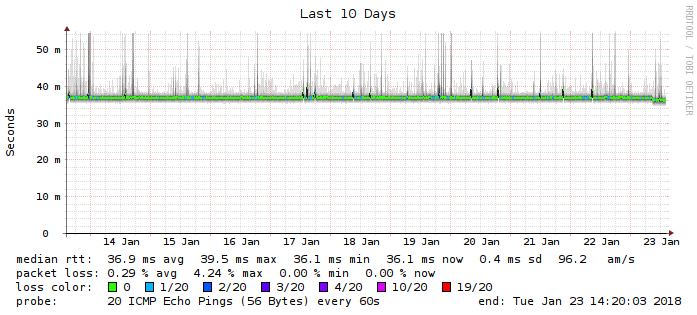 Last 10 Days
RRDTOOL / TOBI OETIKER
Seconds
50 m
40 m
30 m
20 m
10 m
0
14 Jan 15 Jan 16 Jan 17 Jan 18 Jan 19 Jan 20 Jan 21 Jan 22 Jan 23 Jan
median rtt: 36.9 ms avg 39.5 ms max 36.1 ms min 36.1 ms now 0.4 ms sd 96.2 am/s
packet loss: 0.29 % avg 4.24 % max 0.00 % min 0.00 % now
loss color: 0 1/20 2/20 3/20 4/20 10/20 19/20
probe: 20 ICMP Echo Pings (56 Bytes) every 60s end: Tue Jan 23 14:20:03 2018